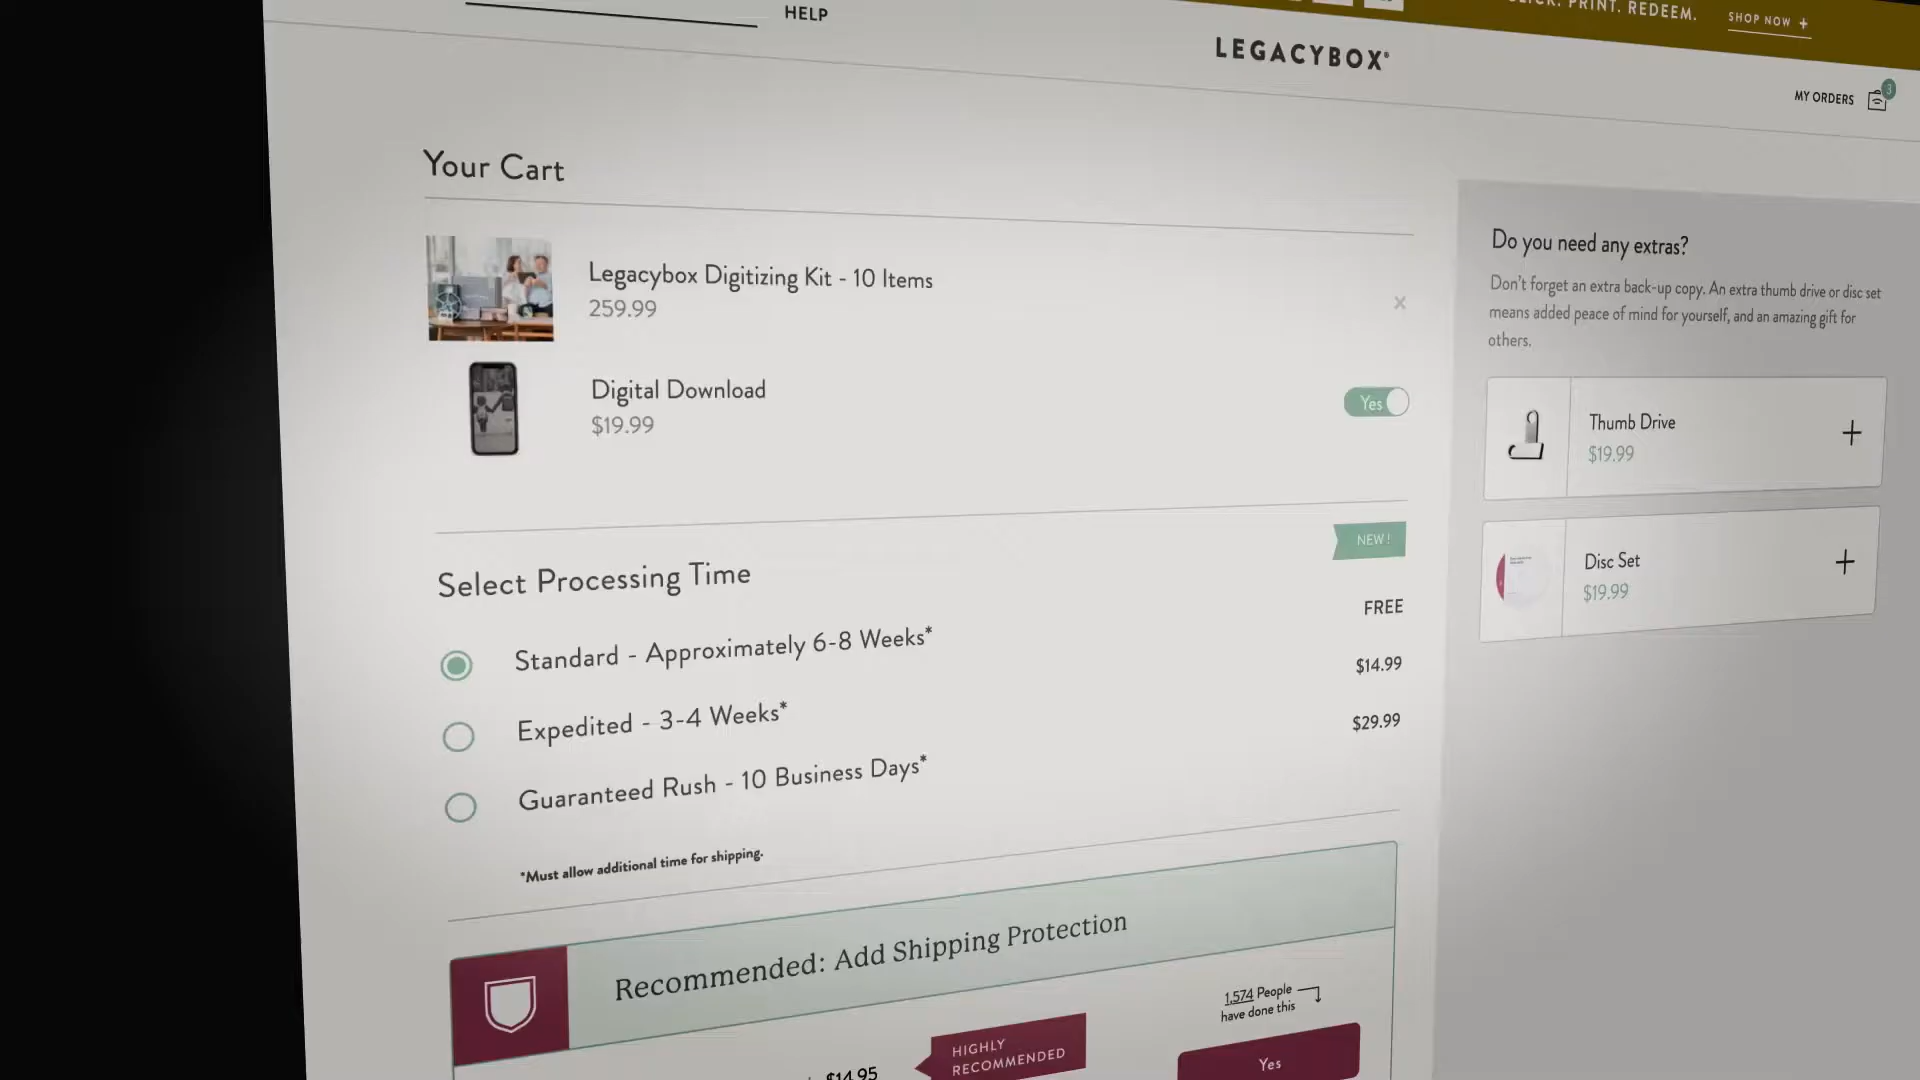 HELP
PRINT. REDEEM.
SHOP NOW +
LEGACYBOX®
MY ORDERS
3
Your Cart
Legacybox Digitizing Kit - 10 Items
259.99
x
Digital Download
$19.99
Yes
Do you need any extras?
Don't forget an extra back-up copy. An extra thumb drive or disc set
means added peace of mind for yourself, and an amazing gift for
others.
Thumb Drive
$19.99
+
Disc Set
$19.99
+
NEW!
Select Processing Time
Standard - Approximately 6-8 Weeks*
FREE
Expedited - 3-4 Weeks*
$14.99
Guaranteed Rush - 10 Business Days*
$29.99
*Must allow additional time for shipping.
Recommended: Add Shipping Protection
1,574 People
have done this
HIGHLY
RECOMMENDED
$14.95
Yes